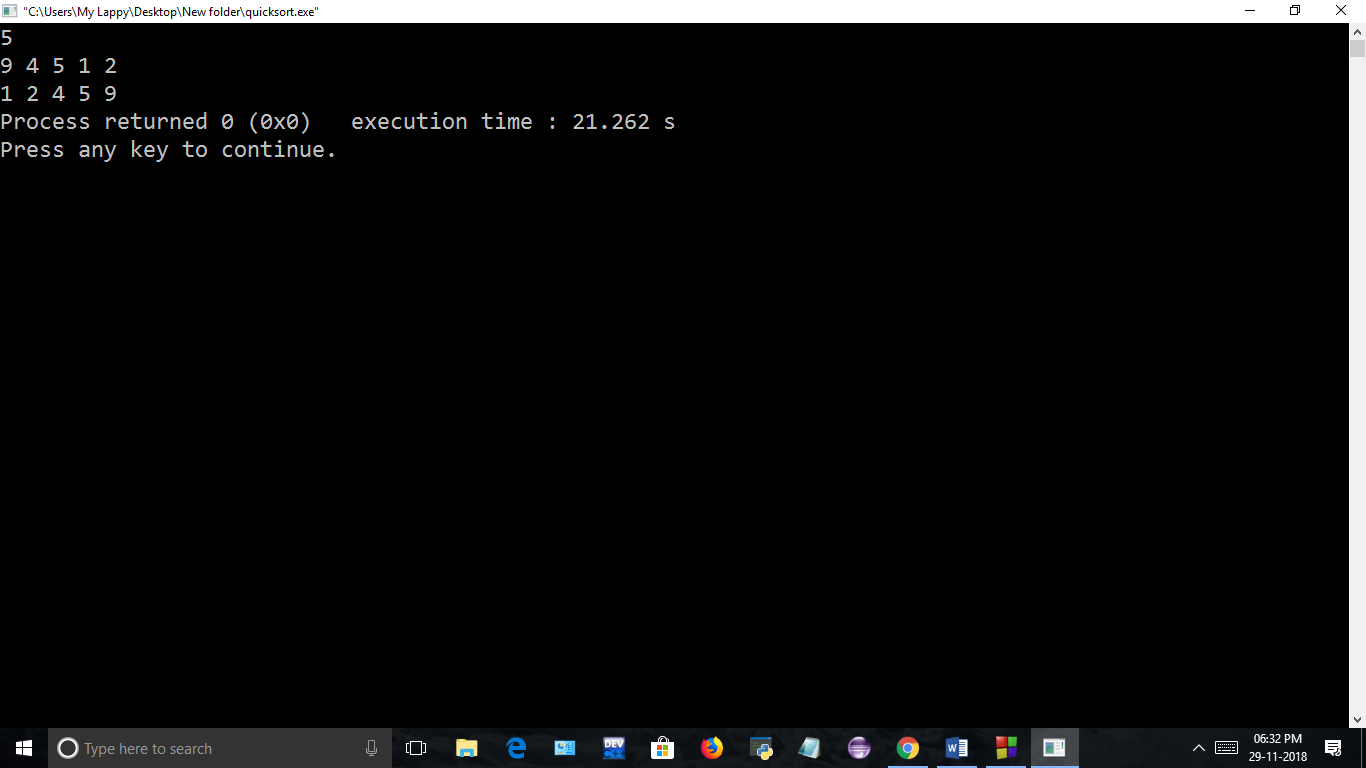 "C:\Users\My Lappy\Desktop\New folder\quicksort.exe"
5
9 4 5 1 2
1 2 4 5 9
Process returned 0 (0x0)   execution time : 21.262 s
Press any key to continue.
Type here to search
DEV
06:32 PM
29-11-2018